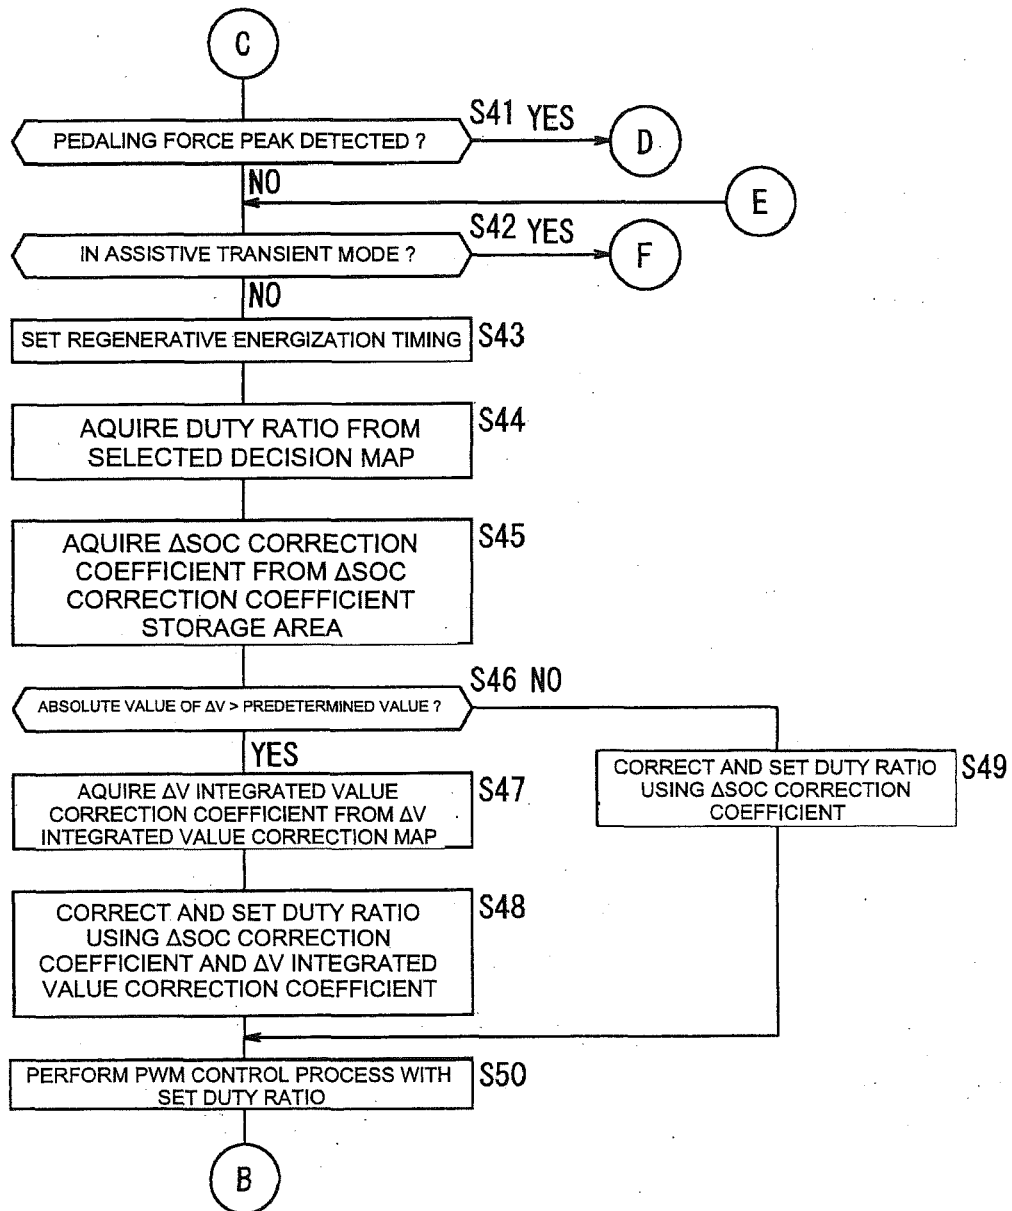 C
S41 YES
PEDALING FORCE PEAK DETECTED ?
D
NO
E
S42 YES
IN ASSISTIVE TRANSIENT MODE ?
F
NO
SET REGENERATIVE ENERGIZATION TIMING
S43
AQUIRE DUTY RATIO FROM
SELECTED DECISION MAP
S44
AQUIRE ΔSOC CORRECTION
COEFFICIENT FROM ΔSOC
CORRECTION COEFFICIENT
STORAGE AREA
S45
S46 NO
ABSOLUTE VALUE OF ΔV > PREDETERMINED VALUE ?
YES
AQUIRE ΔV INTEGRATED VALUE
CORRECTION COEFFICIENT FROM ΔV
INTEGRATED VALUE CORRECTION MAP
S47
CORRECT AND SET DUTY RATIO
USING ΔSOC CORRECTION
COEFFICIENT
S49
CORRECT AND SET DUTY RATIO
USING ΔSOC CORRECTION
COEFFICIENT AND ΔV INTEGRATED
VALUE CORRECTION COEFFICIENT
S48
PERFORM PWM CONTROL PROCESS WITH
SET DUTY RATIO
S50
B